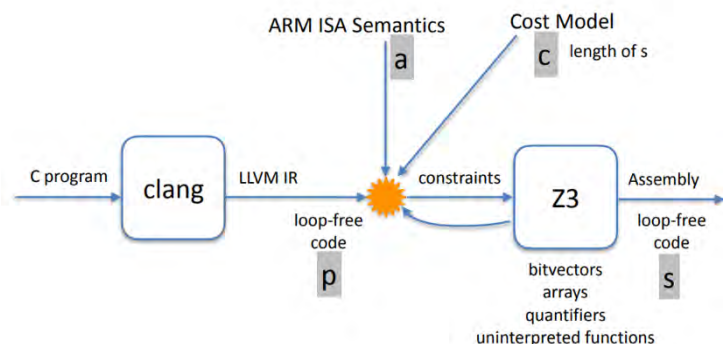 ARM ISA Semantics
a
Cost Model
c
length of s
C program
clang
LLVM IR
loop-free
code
p
constraints
Z3
bitvectors
arrays
quantifiers
uninterpreted functions
Assembly
loop-free
code
s